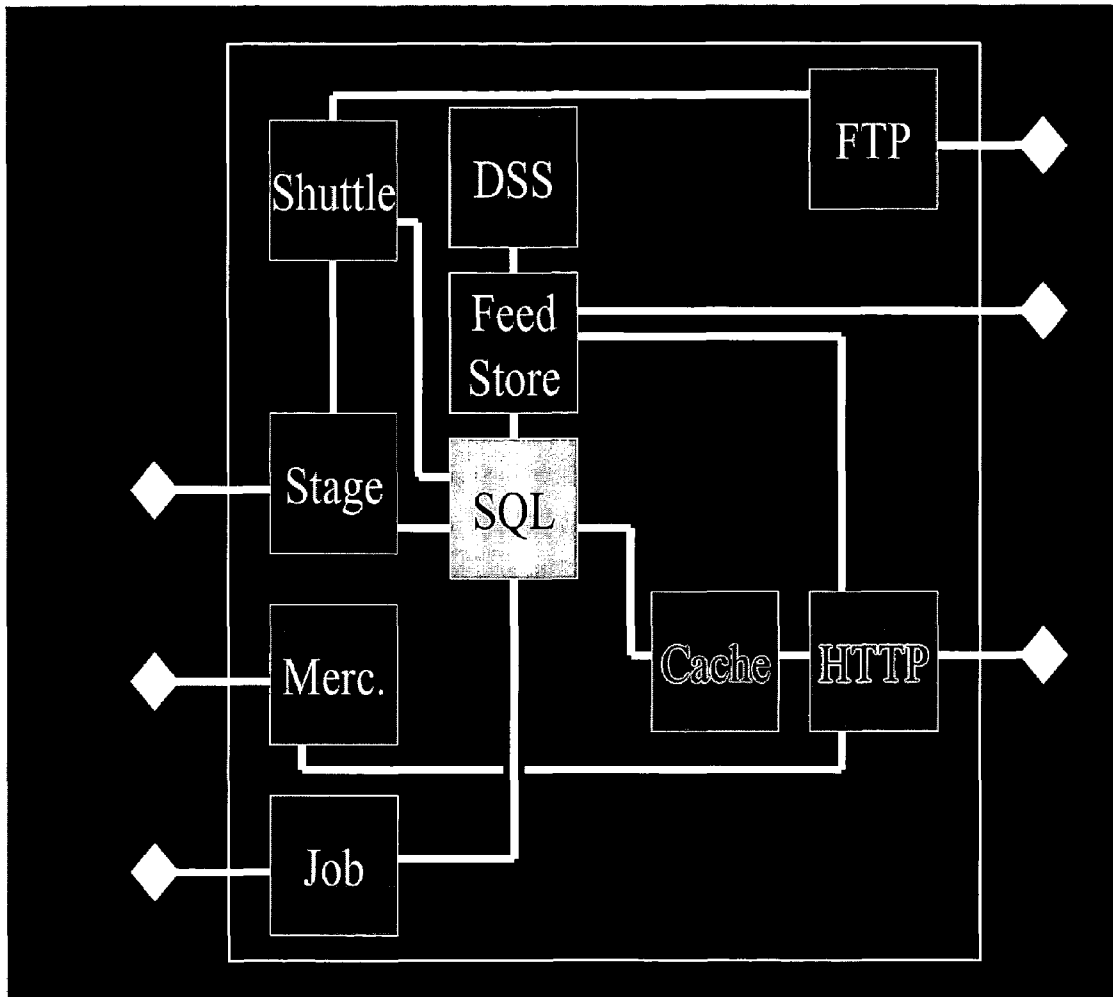 FTP
Shuttle
DSS
Feed
Store
Stage
SQL
Cache
HTTP
Merc.
Job